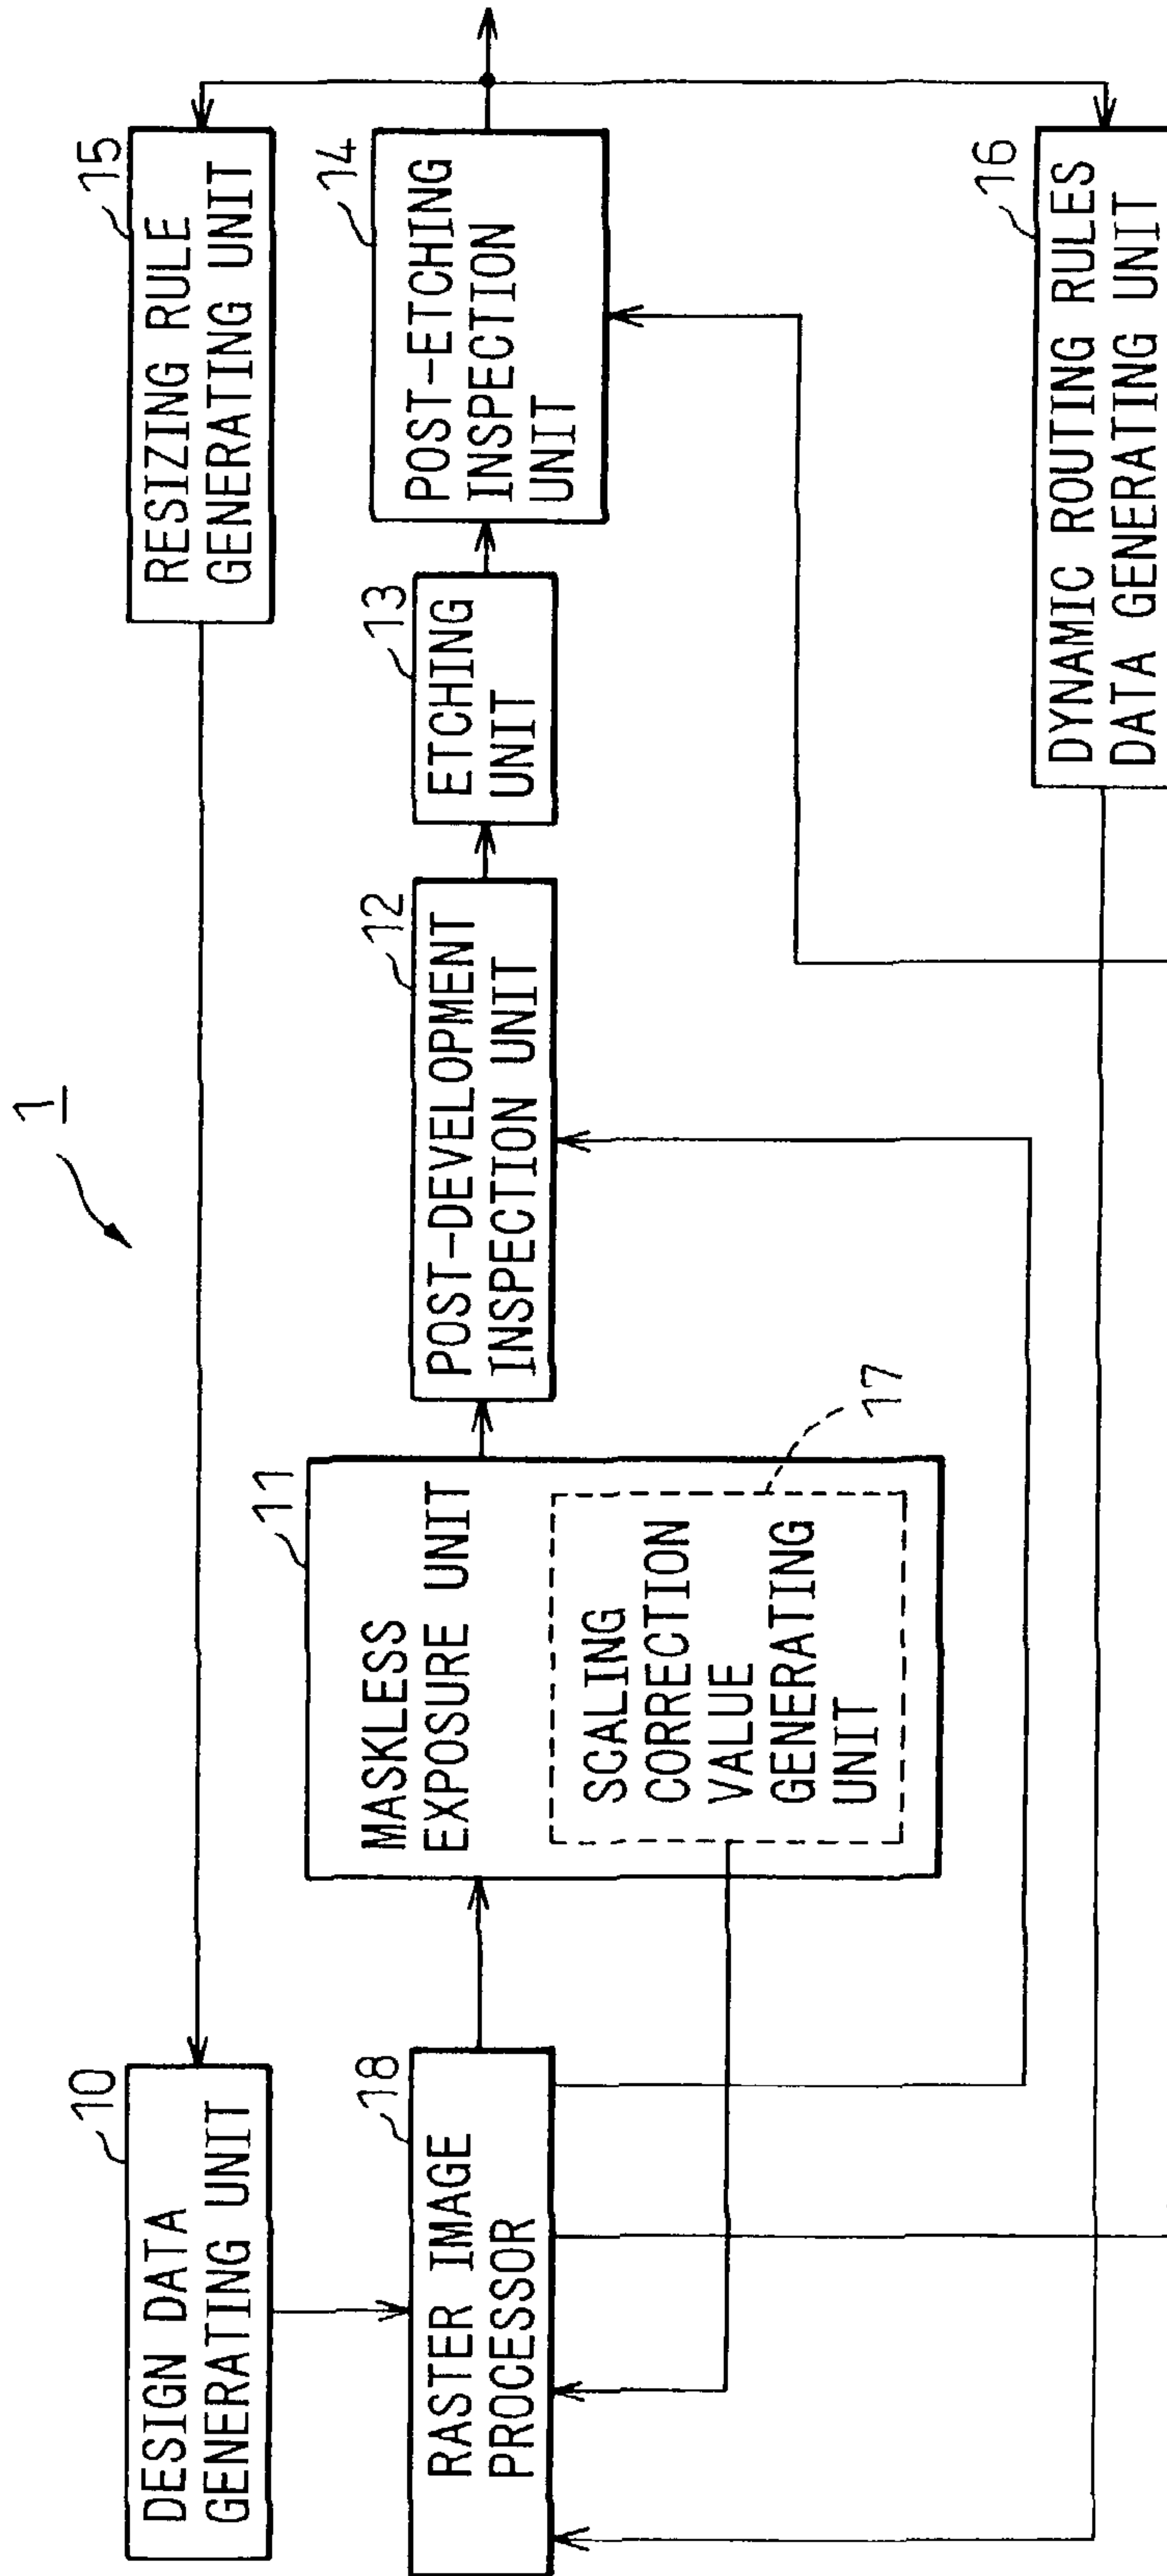 1
10
DESIGN DATA
GENERATING UNIT
15
RESIZING RULE
GENERATING UNIT
18
RASTER IMAGE
PROCESSOR
11
MASKLESS
EXPOSURE UNIT
SCALING
CORRECTION
VALUE
GENERATING
UNIT
17
12
POST-DEVELOPMENT
INSPECTION UNIT
13
ETCHING
UNIT
14
POST-ETCHING
INSPECTION
UNIT
16
DYNAMIC ROUTING RULES
DATA GENERATING UNIT